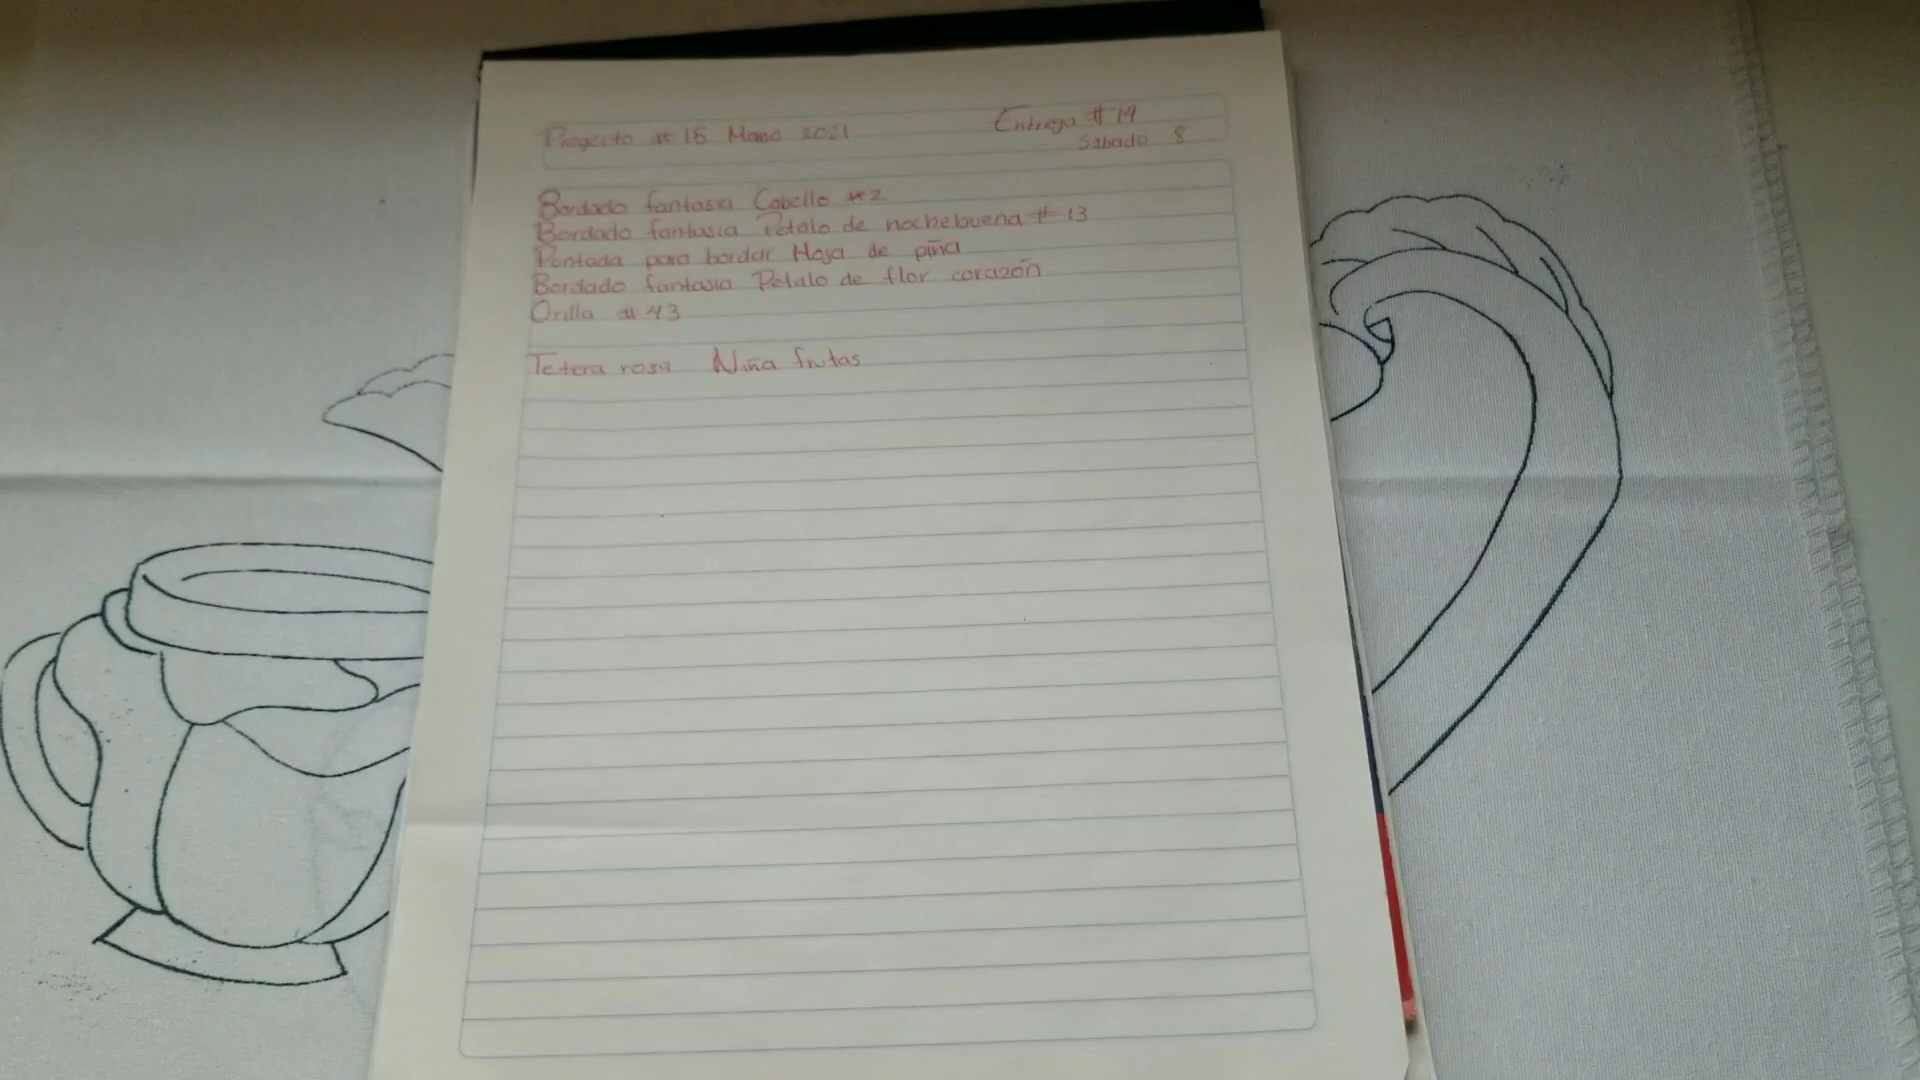 Proyecto # 15 Mayo 2021
Entrega # 14
Sabado 8
Bordado fantasia Cabello #2
Bordado fantasia Petalo de nochebuena # 13
Puntada para bordar Hoja de piña
Bordado fantasia Petalo de flor corazón
Orilla # 43
Tetera rosa Niña frutas